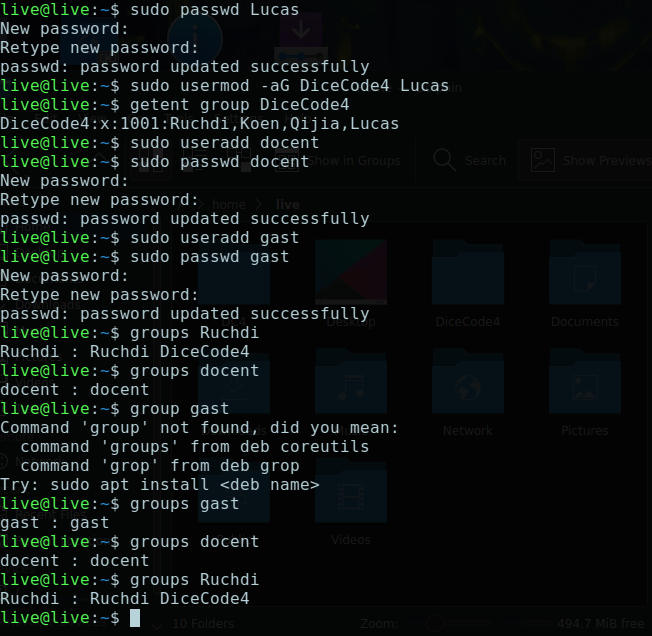 live@live:~$ sudo passwd Lucas
New password:
Retype new password:
passwd: password updated successfully
live@live:~$ sudo usermod -aG DiceCode4 Lucas
live@live:~$ getent group DiceCode4
DiceCode4:x:1001:Ruchdi,Koen,Qijia,Lucas
live@live:~$ sudo useradd docent
live@live:~$ sudo passwd docent
New password:
Retype new password:
passwd: password updated successfully
live@live:~$ sudo useradd gast
live@live:~$ sudo passwd gast
New password:
Retype new password:
passwd: password updated successfully
live@live:~$ groups Ruchdi
Ruchdi : Ruchdi DiceCode4
live@live:~$ groups docent
docent : docent
live@live:~$ group gast
Command 'group' not found, did you mean:
  command 'groups' from deb coreutils
  command 'grop' from deb grop
Try: sudo apt install <deb name>
live@live:~$ groups gast
gast : gast
live@live:~$ groups docent
docent : docent
live@live:~$ groups Ruchdi
Ruchdi : Ruchdi DiceCode4
live@live:~$
Show in Groups
Search
Show Previews
home
live
Desktop
DiceCode4
Documents
Network
Pictures
Videos
10 Folders
Zoom:
494.7 MiB free